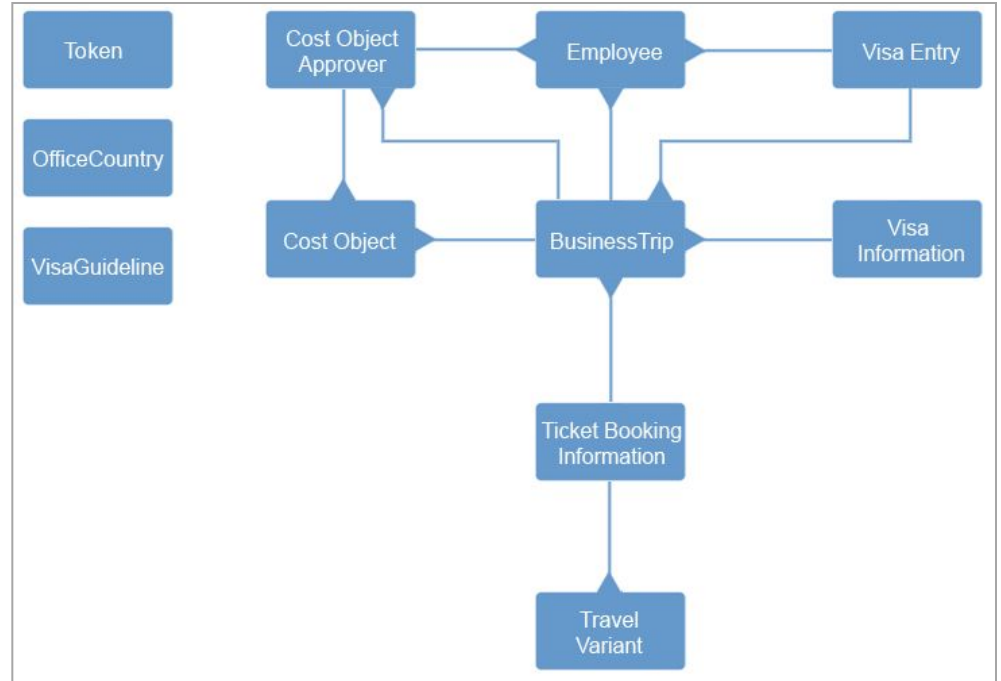 Token
Cost Object
Approver
Employee
Visa Entry
OfficeCountry
VisaGuideline
Cost Object
BusinessTrip
Visa
Information
Ticket Booking
Information
Travel
Variant